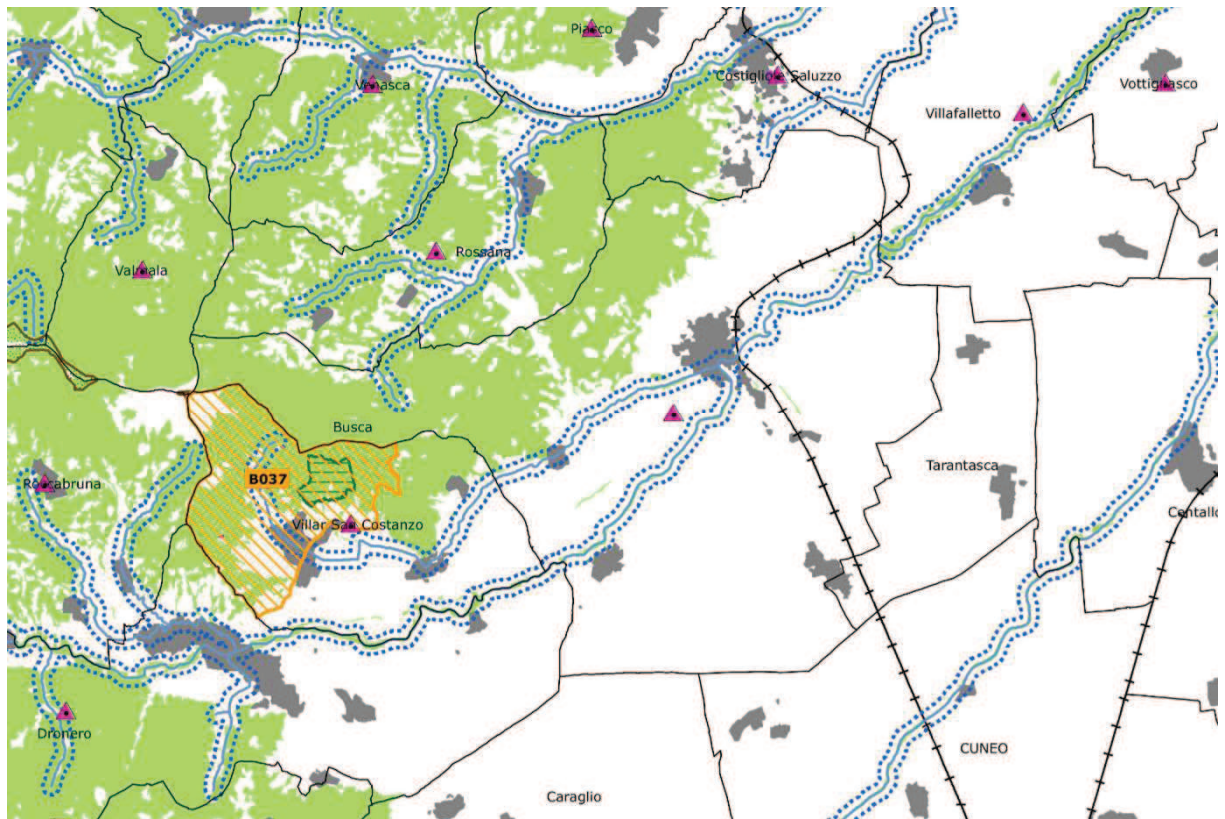 Piasco
Costigliole Saluzzo
Venasca
Vottignasco
Villafalletto
Rossana
Valmala
Busca
B037
Tarantasca
Roccabruna
Centallo
Villar San Costanzo
Dronero
CUNEO
Caraglio